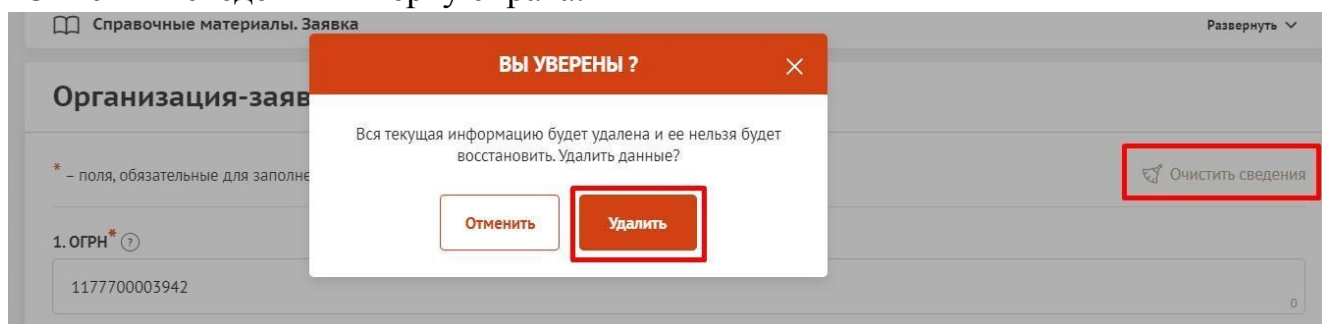 Справочные материалы. Заявка
Развернуть
ВЫ УВЕРЕНЫ ?
Организация-заяв
Вся текущая информацию будет удалена и ее нельзя будет
восстановить. Удалить данные?
* – поля, обязательные для заполне
Очистить сведения
Отменить
Удалить
1. ОГРН* ?
1177700003942
0